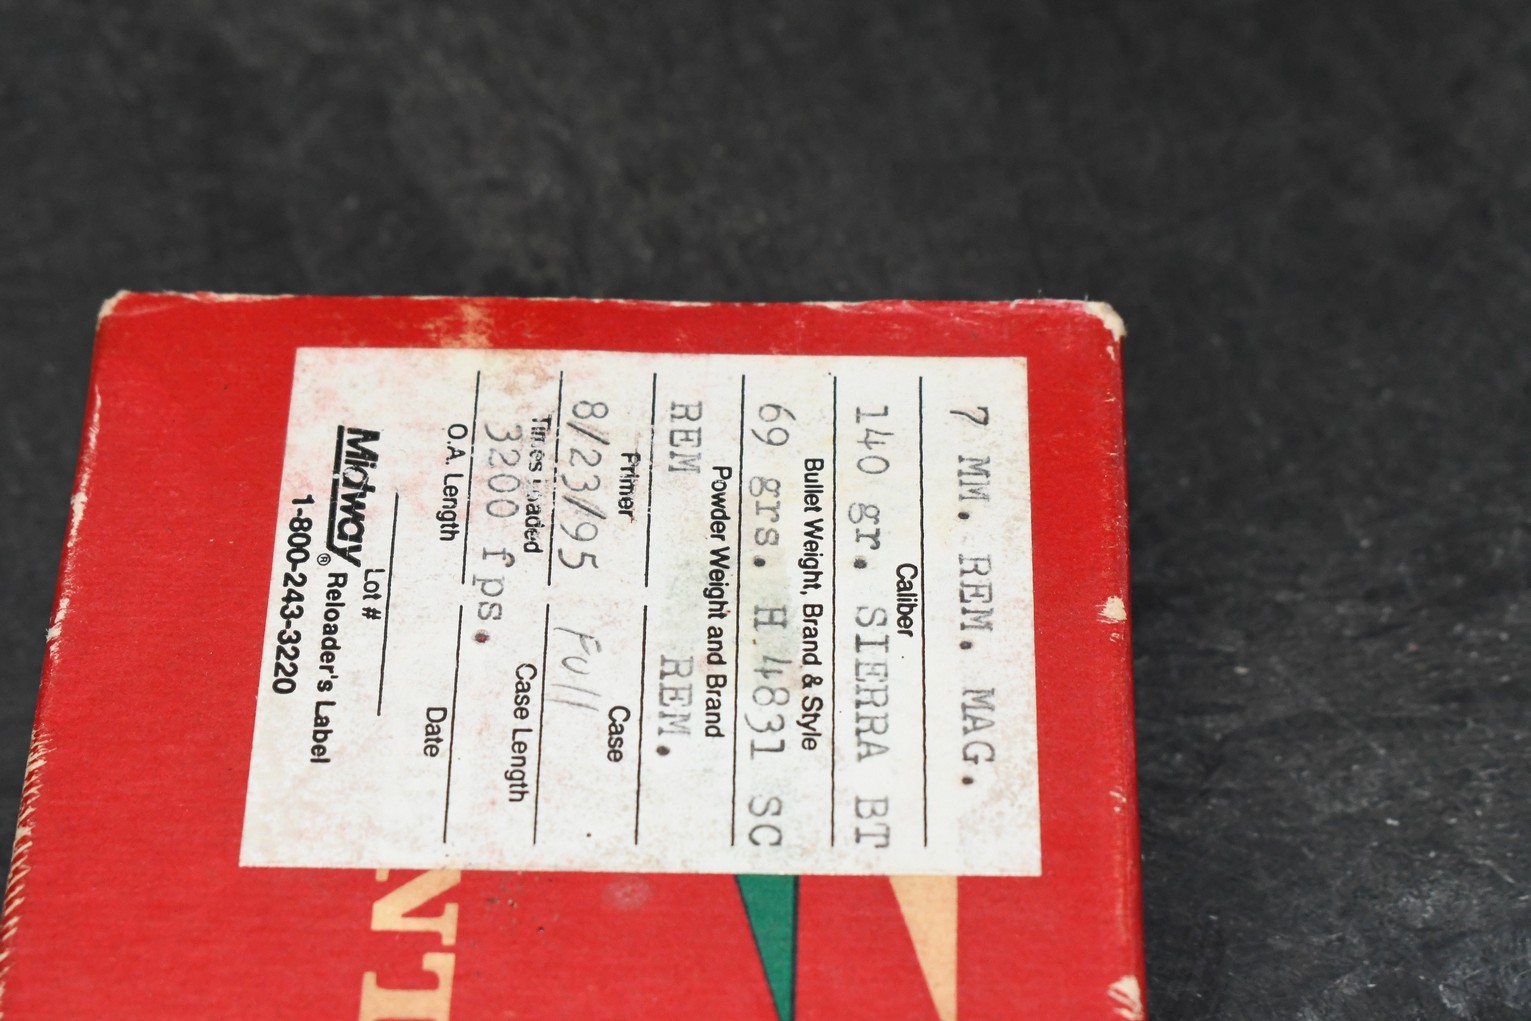 7 MM. REM. MAG.
Caliber
140 gr. SIERRA BT
Bullet Weight, Brand & Style
69 grs. H 4831 SC
Powder Weight and Brand
REM REM.
Primer Case
8/23/95 Full
Times Loaded Case Length
3200 fps.
O.A. Length Date
Lot #
Midway® Reloader's Label
1-800-243-3220